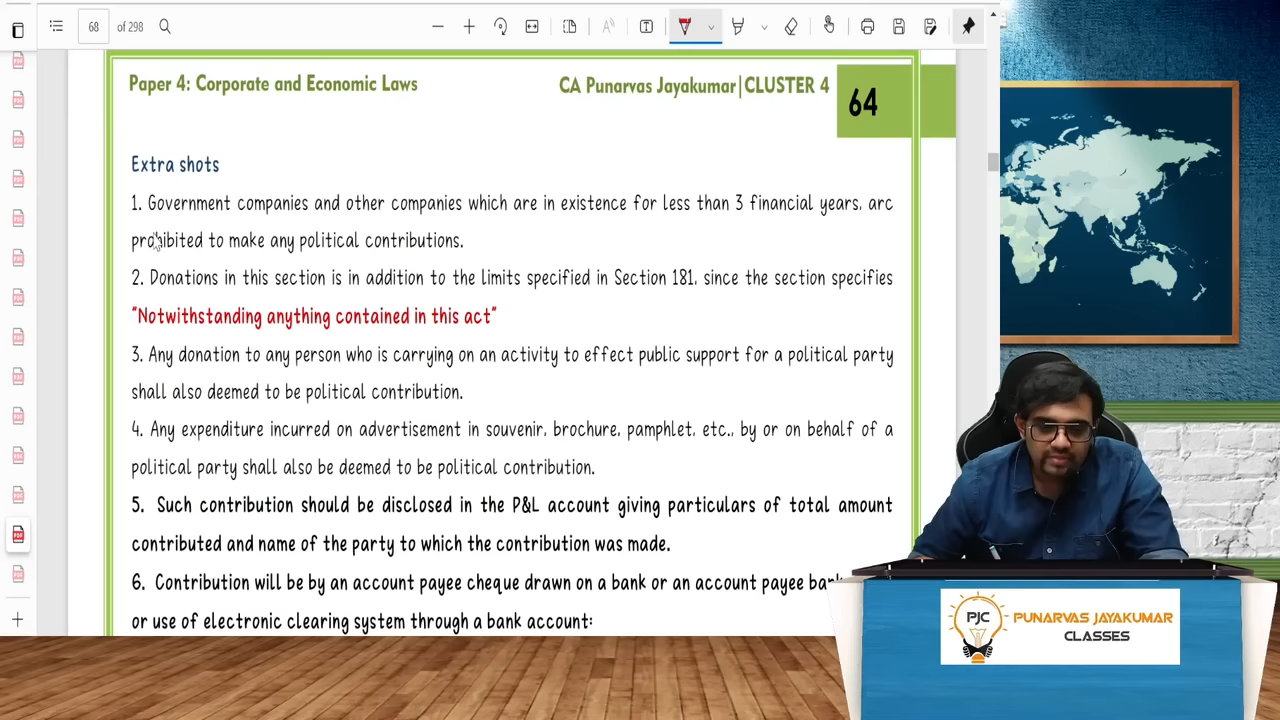 68 of 298
Paper 4: Corporate and Economic Laws
CA Punarvas Jayakumar|CLUSTER 4
64
Extra shots
1. Government companies and other companies which are in existence for less than 3 financial years, are
prohibited to make any political contributions.
2. Donations in this section is in addition to the limits specified in Section 181, since the section specifies
"Notwithstanding anything contained in this act"
3. Any donation to any person who is carrying on an activity to effect public support for a political party
shall also deemed to be political contribution.
4. Any expenditure incurred on advertisement in souvenir, brochure, pamphlet, etc., by or on behalf of a
political party shall also be deemed to be political contribution.
5. Such contribution should be disclosed in the P&L account giving particulars of total amount
contributed and name of the party to which the contribution was made.
6. Contribution will be by an account payee cheque drawn on a bank or an account payee
or use of electronic clearing system through a bank account:
PJC
PUNARVAS JAYAKUMAR
CLASSES